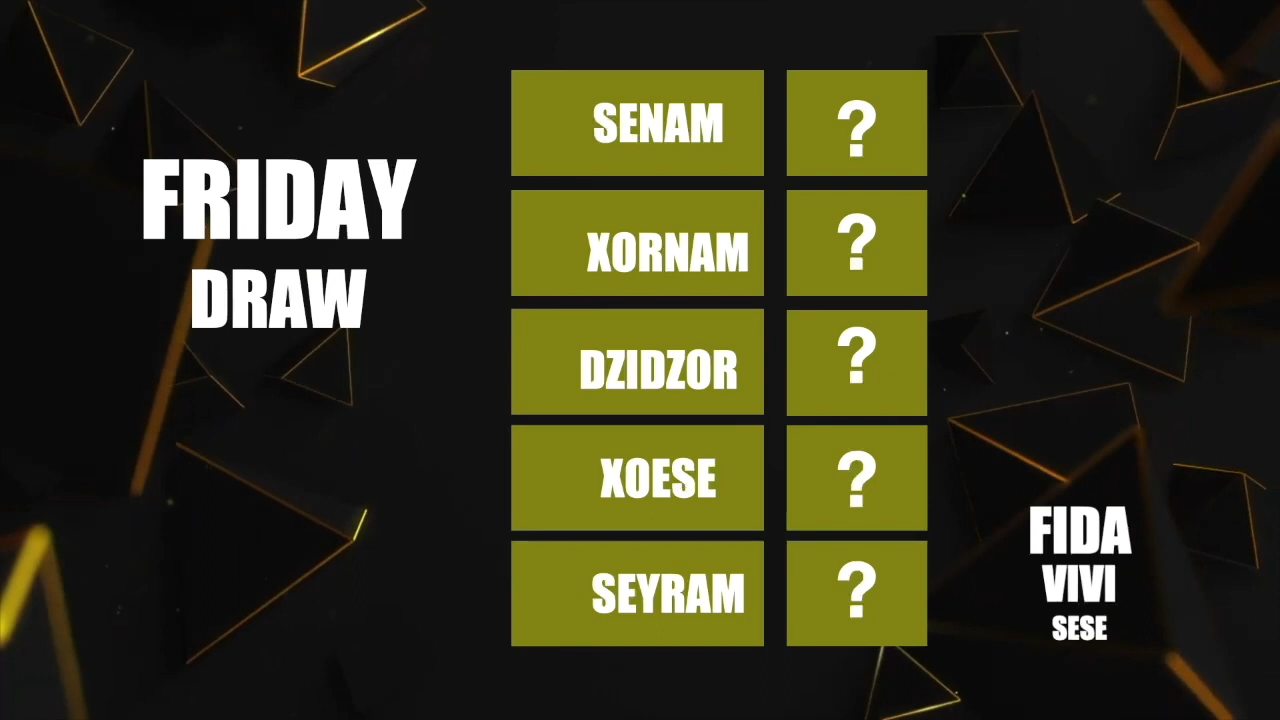 FRIDAY
DRAW
SENAM ?
XORNAM ?
DZIDZOR ?
XOESE ?
SEYRAM ?
FIDA
VIVI
SESE